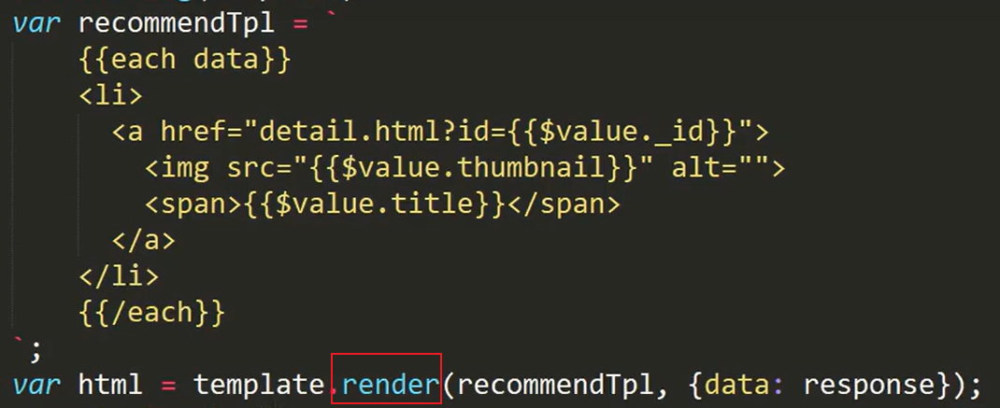 var recommendTpl = `
{{each data}}
<li>
<a href="detail.html?id={{$value._id}}">
<img src="{{$value.thumbnail}}" alt="">
<span>{{$value.title}}</span>
</a>
</li>
{{/each}}
`;
var html = template.render(recommendTpl, {data: response});